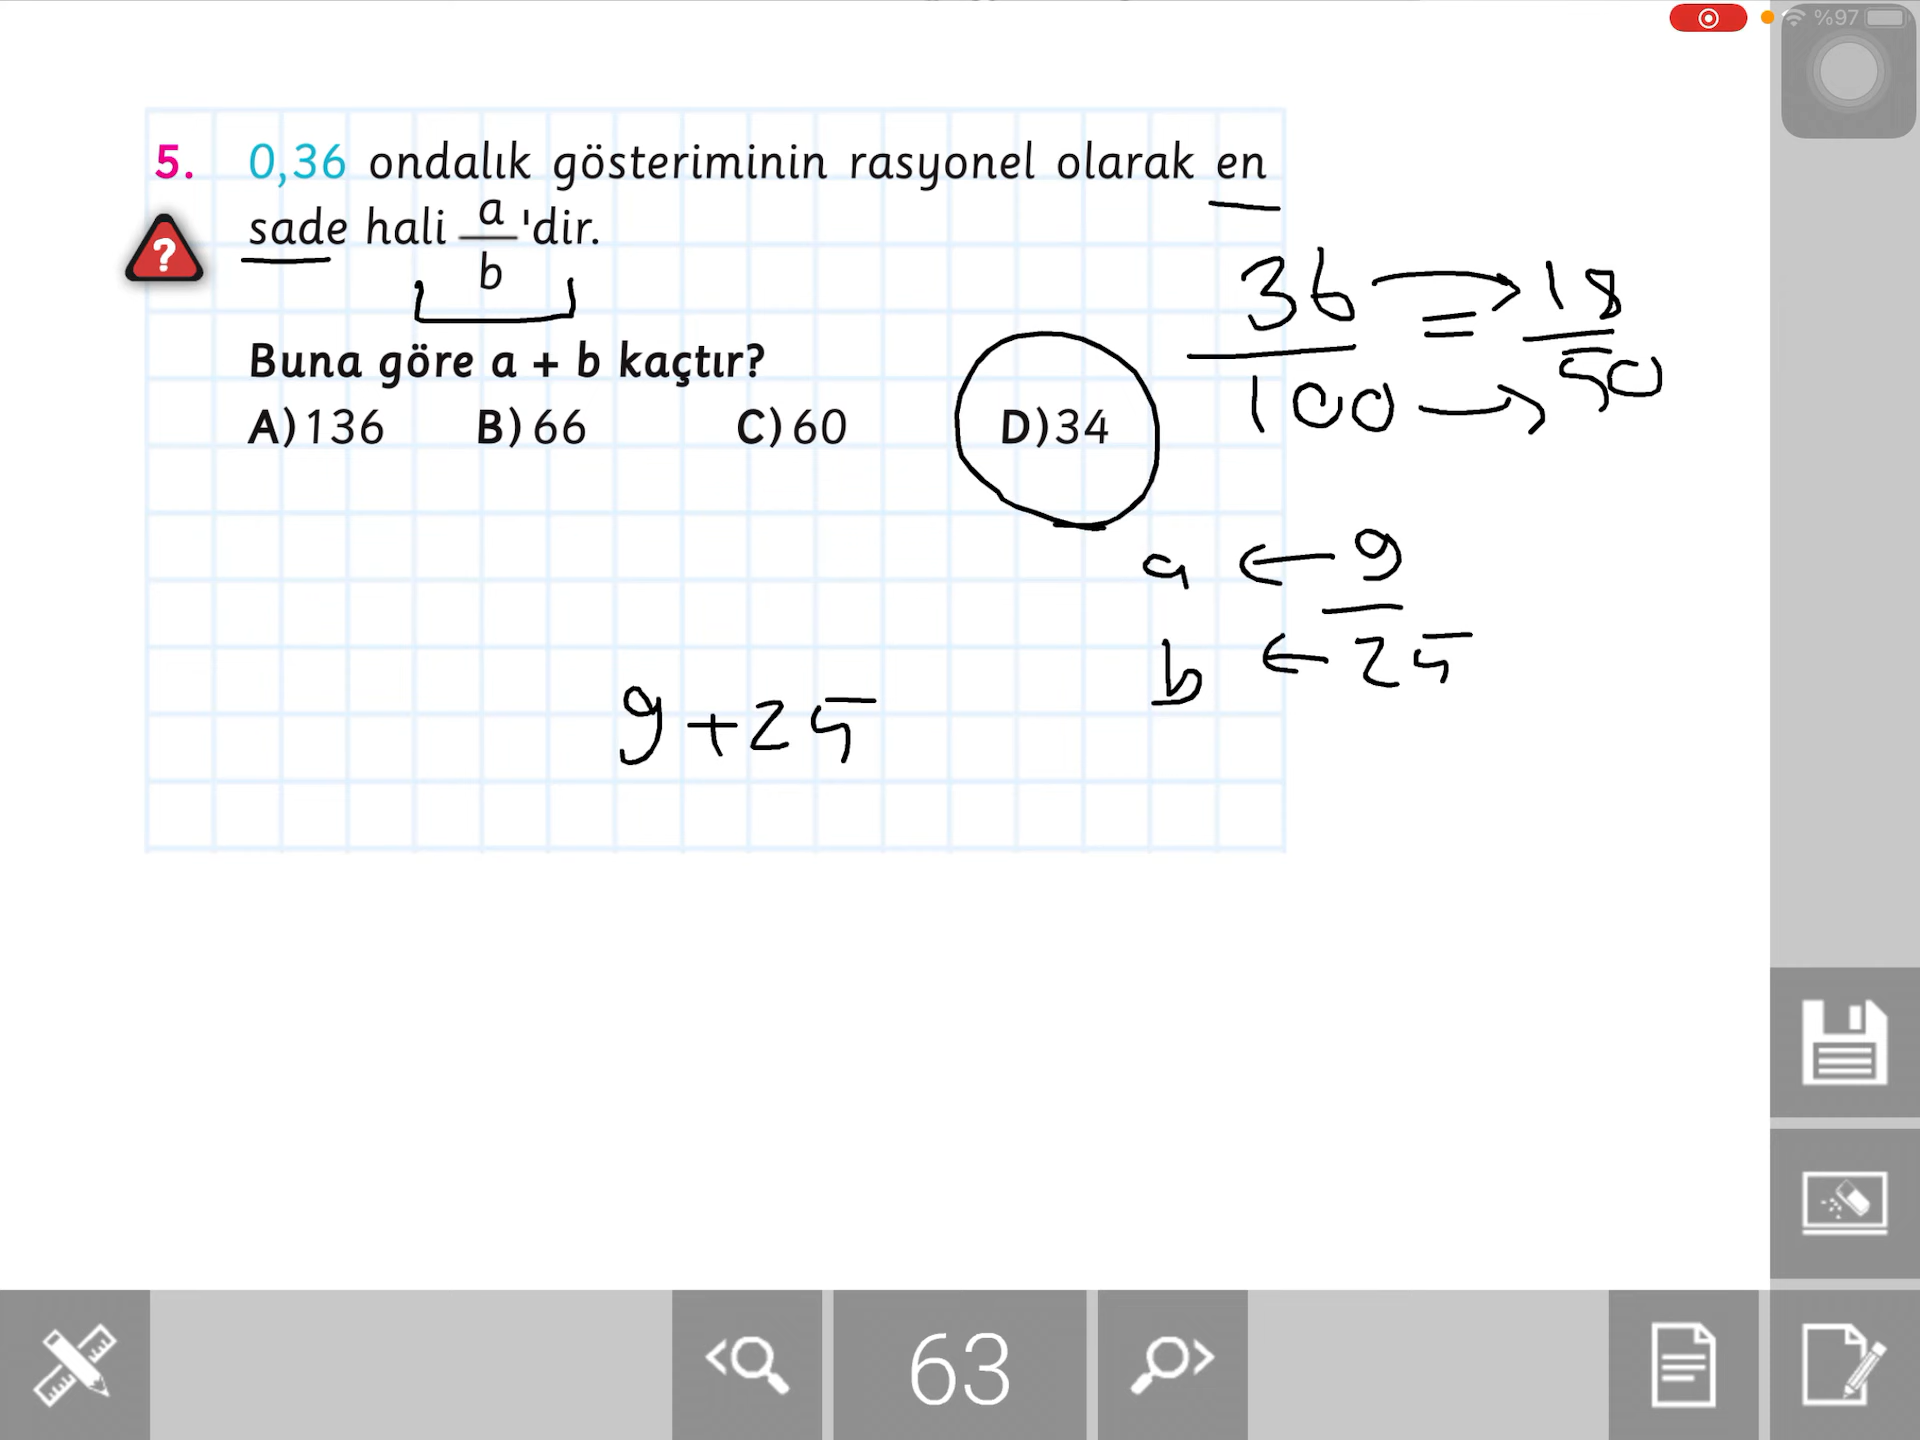 %97
5. 0,36 ondalık gösteriminin rasyonel olarak en
sade hali a/b 'dir.
Buna göre a + b kaçtır?
A) 136 B) 66 C) 60 D) 34
36/100 = 18/50
a ← 9
b ← 25
9+25
63